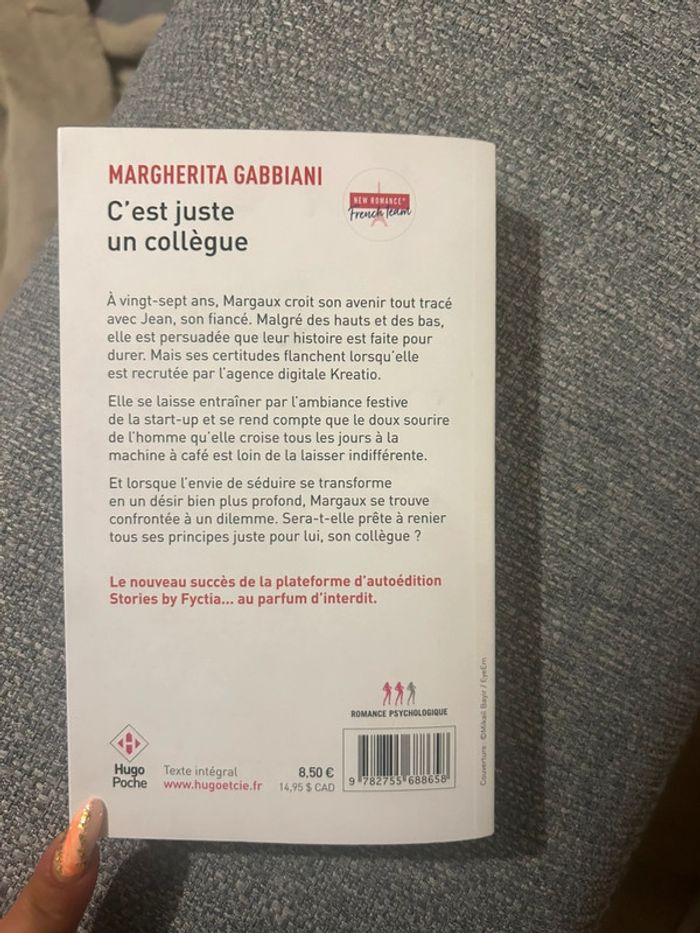 MARGHERITA GABBIANI
C'est juste
un collègue
NEW ROMANCE®
French Team
À vingt-sept ans, Margaux croit son avenir tout tracé
avec Jean, son fiancé. Malgré des hauts et des bas,
elle est persuadée que leur histoire est faite pour
durer. Mais ses certitudes flanchent lorsqu'elle
est recrutée par l'agence digitale Kreatio.
Elle se laisse entraîner par l'ambiance festive
de la start-up et se rend compte que le doux sourire
de l'homme qu'elle croise tous les jours à la
machine à café est loin de la laisser indifférente.
Et lorsque l'envie de séduire se transforme
en un désir bien plus profond, Margaux se trouve
confrontée à un dilemme. Sera-t-elle prête à renier
tous ses principes juste pour lui, son collègue ?
Le nouveau succès de la plateforme d'autoédition
Stories by Fyctia... au parfum d'interdit.
ROMANCE PSYCHOLOGIQUE
Hugo
Poche
Texte intégral
www.hugoetcie.fr
8,50 €
14,95 $ CAD
9 782755 688658
Couverture : ©Mikail Bayir / EyeEm